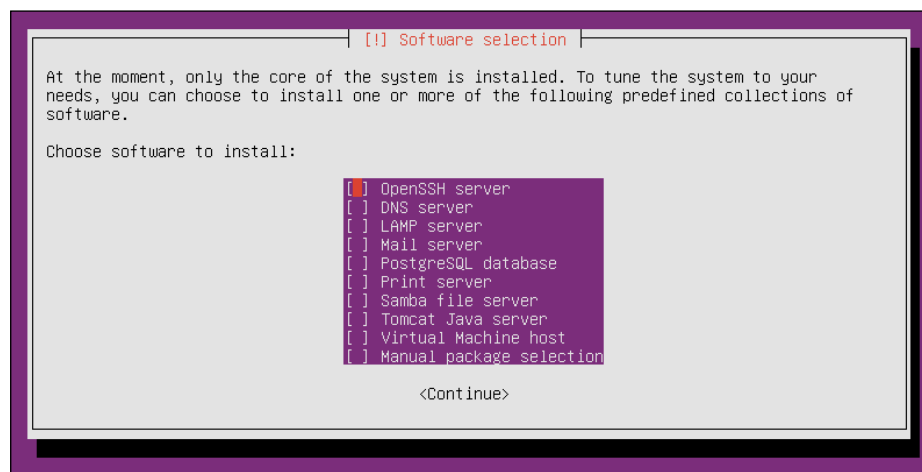 [!] Software selection
At the moment, only the core of the system is installed. To tune the system to your
needs, you can choose to install one or more of the following predefined collections of
software.
Choose software to install:
[ ] OpenSSH server
[ ] DNS server
[ ] LAMP server
[ ] Mail server
[ ] PostgreSQL database
[ ] Print server
[ ] Samba file server
[ ] Tomcat Java server
[ ] Virtual Machine host
[ ] Manual package selection
<Continue>